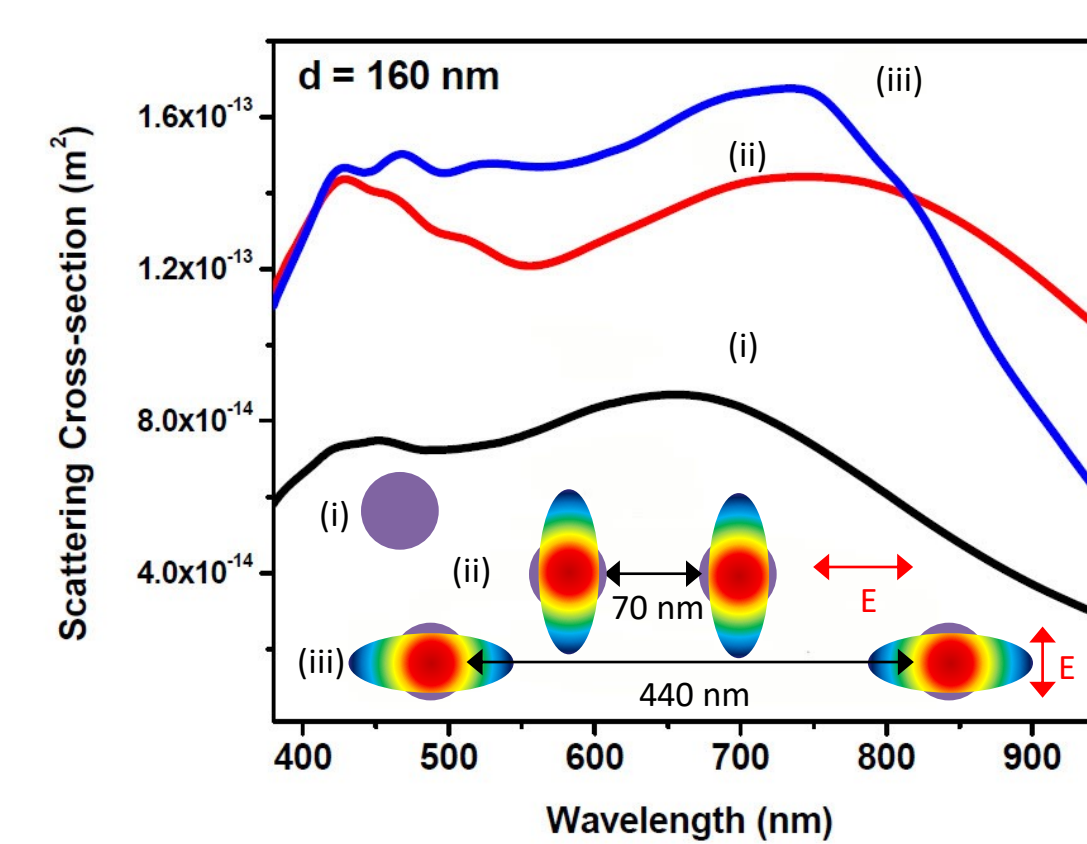 d = 160 nm
(iii)
1.6x10⁻¹³
(ii)
1.2x10⁻¹³
(i)
8.0x10⁻¹⁴
(i)
(ii)
4.0x10⁻¹⁴
70 nm
E
(iii)
E
440 nm
400 500 600 700 800 900
Wavelength (nm)
Scattering Cross-section (m²)